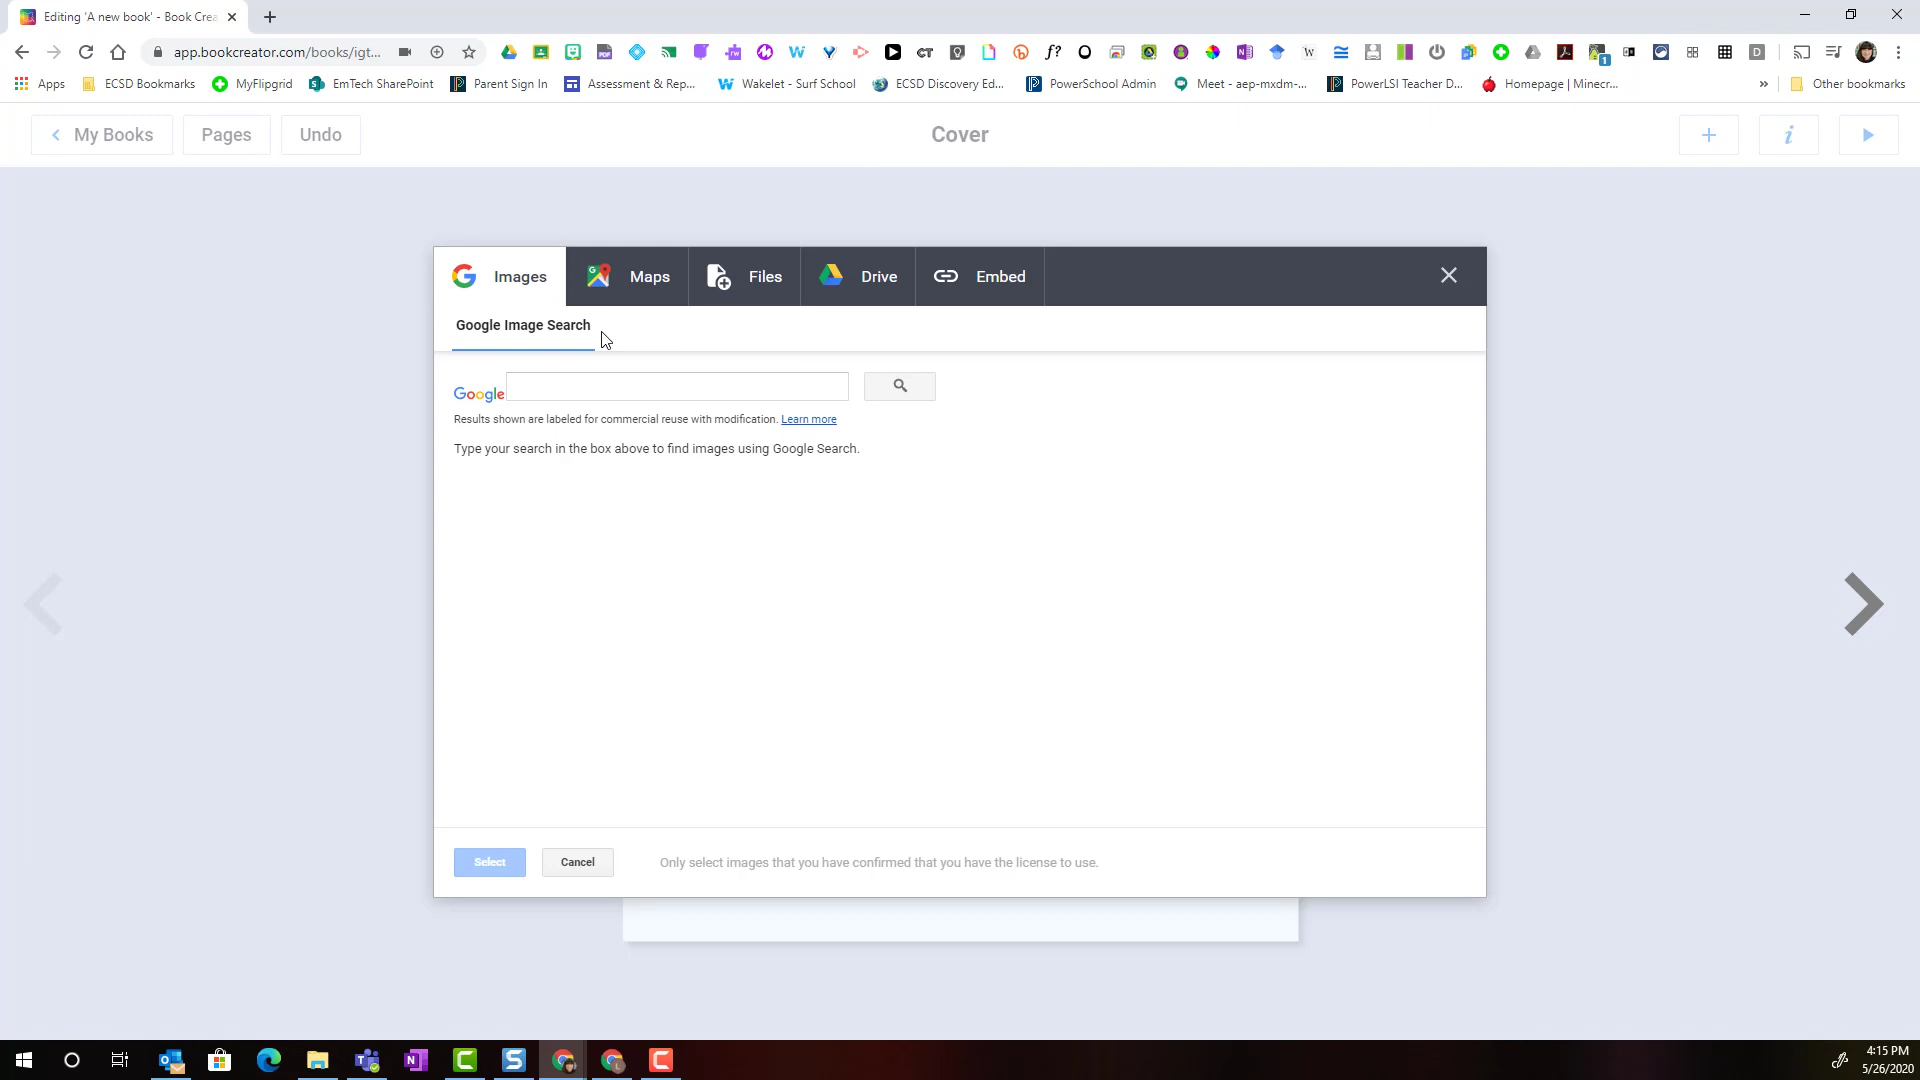 Editing 'A new book' - Book Crea
app.bookcreator.com/books/igt...
Apps
ECSD Bookmarks
MyFlipgrid
EmTech SharePoint
Parent Sign In
Assessment & Rep...
Wakelet - Surf School
ECSD Discovery Ed...
PowerSchool Admin
Meet - aep-mxdm-...
PowerLSI Teacher D...
Homepage | Minecr...
»
Other bookmarks
My Books
Pages
Undo
Cover
Images
Maps
Files
Drive
Embed
Google Image Search
Google
Results shown are labeled for commercial reuse with modification. Learn more
Type your search in the box above to find images using Google Search.
Select
Cancel
Only select images that you have confirmed that you have the license to use.
4:15 PM
5/26/2020